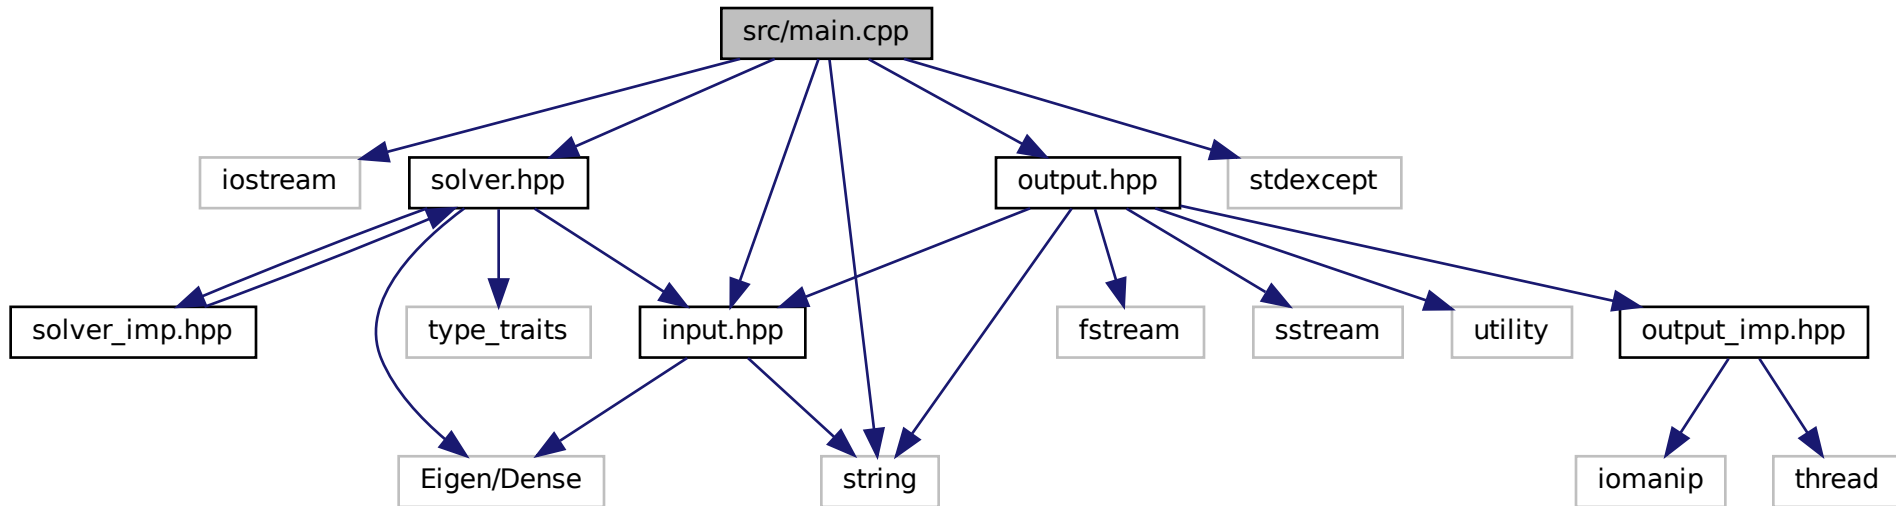 src/main.cpp
iostream
solver.hpp
output.hpp
stdexcept
solver_imp.hpp
type_traits
input.hpp
fstream
sstream
utility
output_imp.hpp
Eigen/Dense
string
iomanip
thread